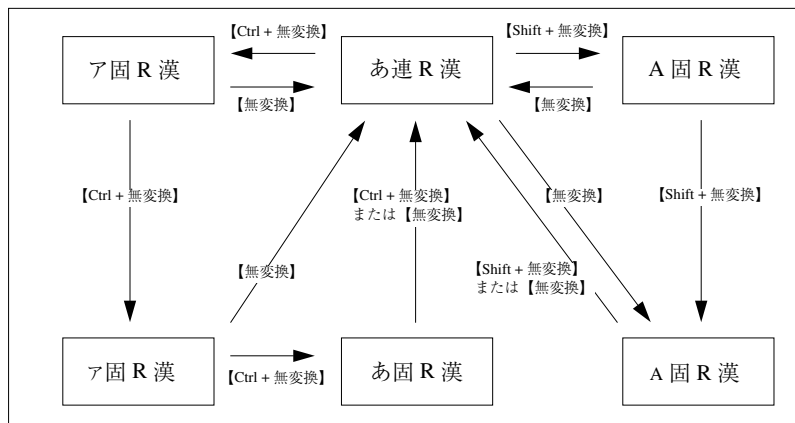 【Ctrl + 無変換】
【Shift + 無変換】
ア固 R 漢
あ連 R 漢
A 固 R 漢
【無変換】
【無変換】
【Ctrl + 無変換】
【Ctrl + 無変換】
または【無変換】
【無変換】
【Shift + 無変換】
【無変換】
【Shift + 無変換】
または【無変換】
ｱ固 R 漢
あ固 R 漢
A 固 R 漢
【Ctrl + 無変換】